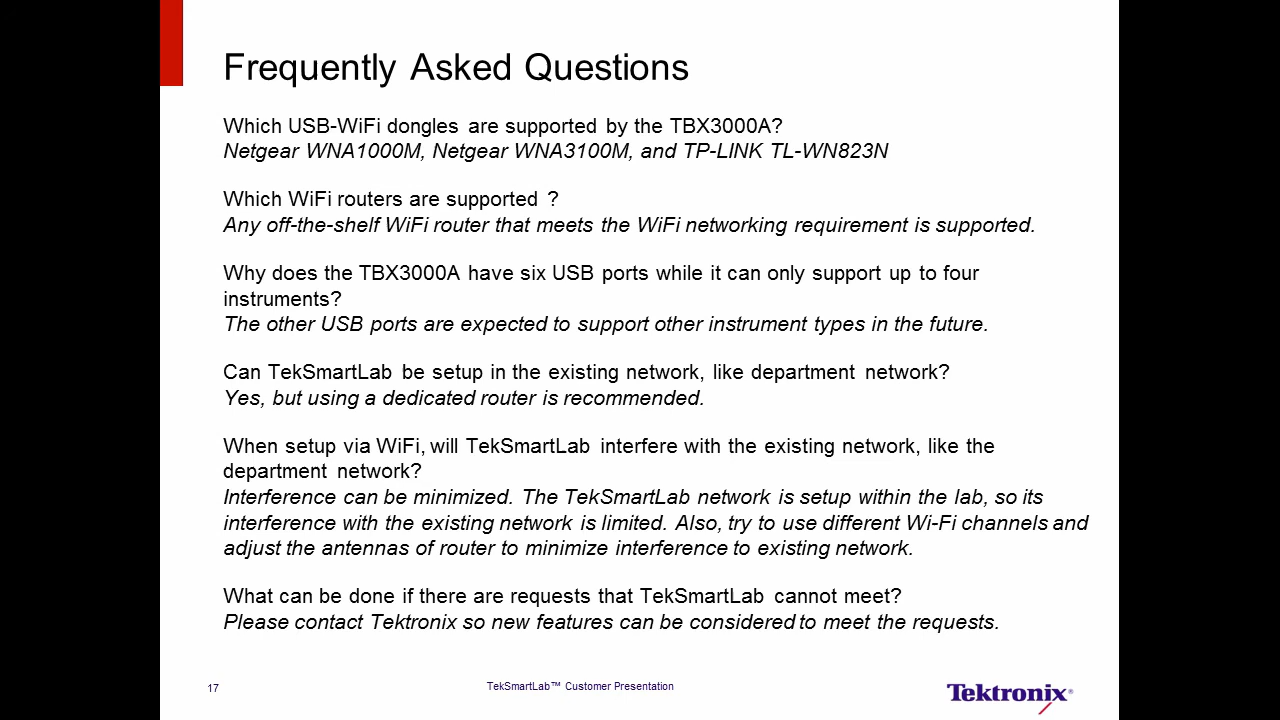 Frequently Asked Questions
Which USB-WiFi dongles are supported by the TBX3000A?
Netgear WNA1000M, Netgear WNA3100M, and TP-LINK TL-WN823N
Which WiFi routers are supported ?
Any off-the-shelf WiFi router that meets the WiFi networking requirement is supported.
Why does the TBX3000A have six USB ports while it can only support up to four
instruments?
The other USB ports are expected to support other instrument types in the future.
Can TekSmartLab be setup in the existing network, like department network?
Yes, but using a dedicated router is recommended.
When setup via WiFi, will TekSmartLab interfere with the existing network, like the
department network?
Interference can be minimized. The TekSmartLab network is setup within the lab, so its
interference with the existing network is limited. Also, try to use different Wi-Fi channels and
adjust the antennas of router to minimize interference to existing network.
What can be done if there are requests that TekSmartLab cannot meet?
Please contact Tektronix so new features can be considered to meet the requests.
17
TekSmartLab™ Customer Presentation
Tektronix®